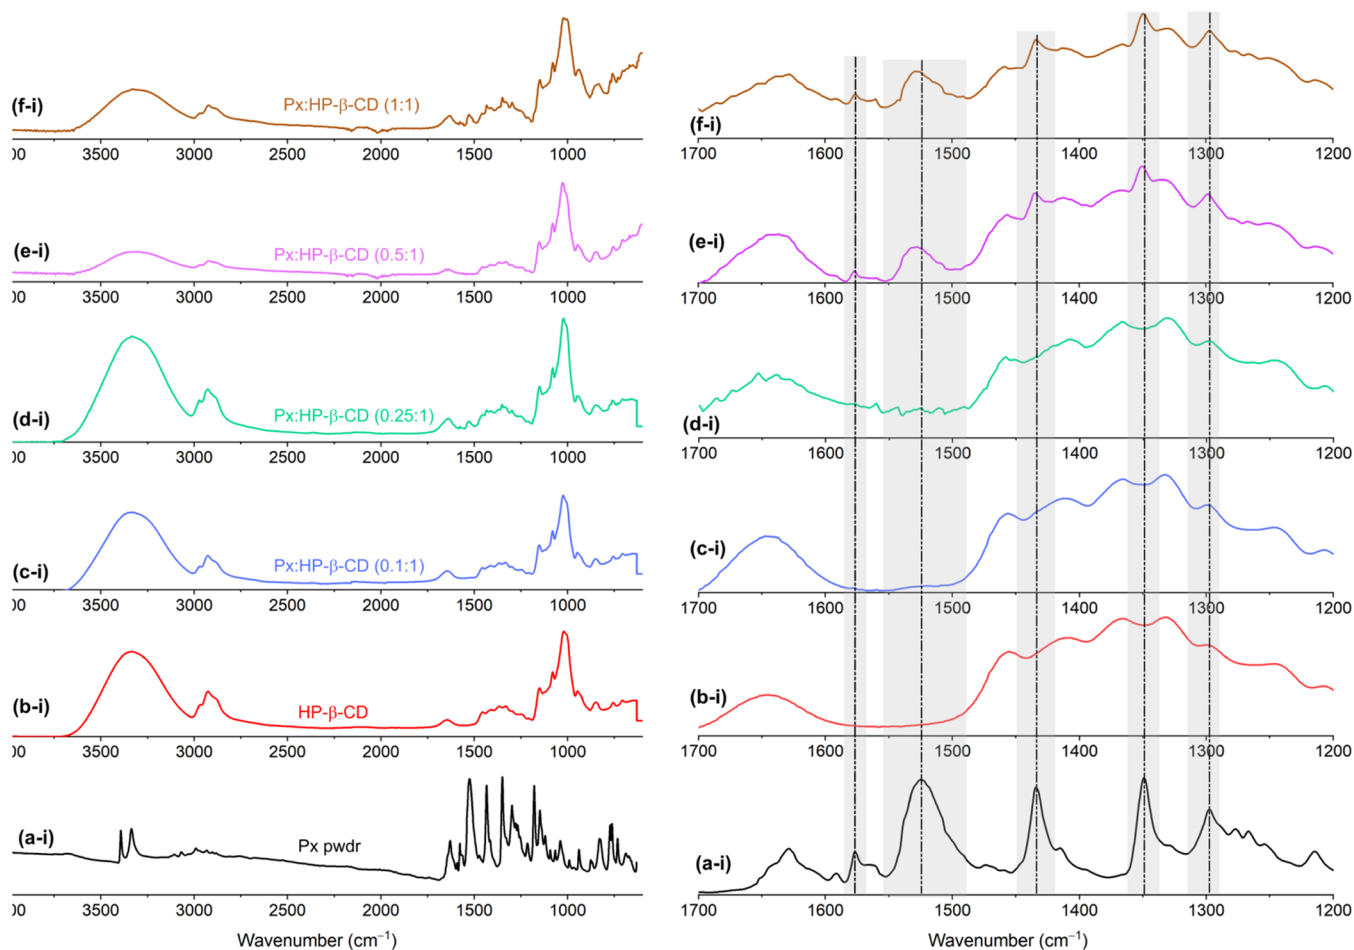 (f-i) Px:HP-β-CD (1:1)
00 3500 3000 2500 2000 1500 1000
(e-i) Px:HP-β-CD (0.5:1)
00 3500 3000 2500 2000 1500 1000
Px:HP-β-CD (0.25:1)
(d-i)
00 3500 3000 2500 2000 1500 1000
(c-i) Px:HP-β-CD (0.1:1)
00 3500 3000 2500 2000 1500 1000
(b-i) HP-β-CD
00 3500 3000 2500 2000 1500 1000
(a-i) Px pwdr
00 3500 3000 2500 2000 1500 1000
Wavenumber (cm⁻¹)
(f-i)
1700 1600 1500 1400 1300 1200
(e-i)
1700 1600 1500 1400 1300 1200
(d-i)
1700 1600 1500 1400 1300 1200
(c-i)
1700 1600 1500 1400 1300 1200
(b-i)
1700 1600 1500 1400 1300 1200
(a-i)
1700 1600 1500 1400 1300 1200
Wavenumber (cm⁻¹)